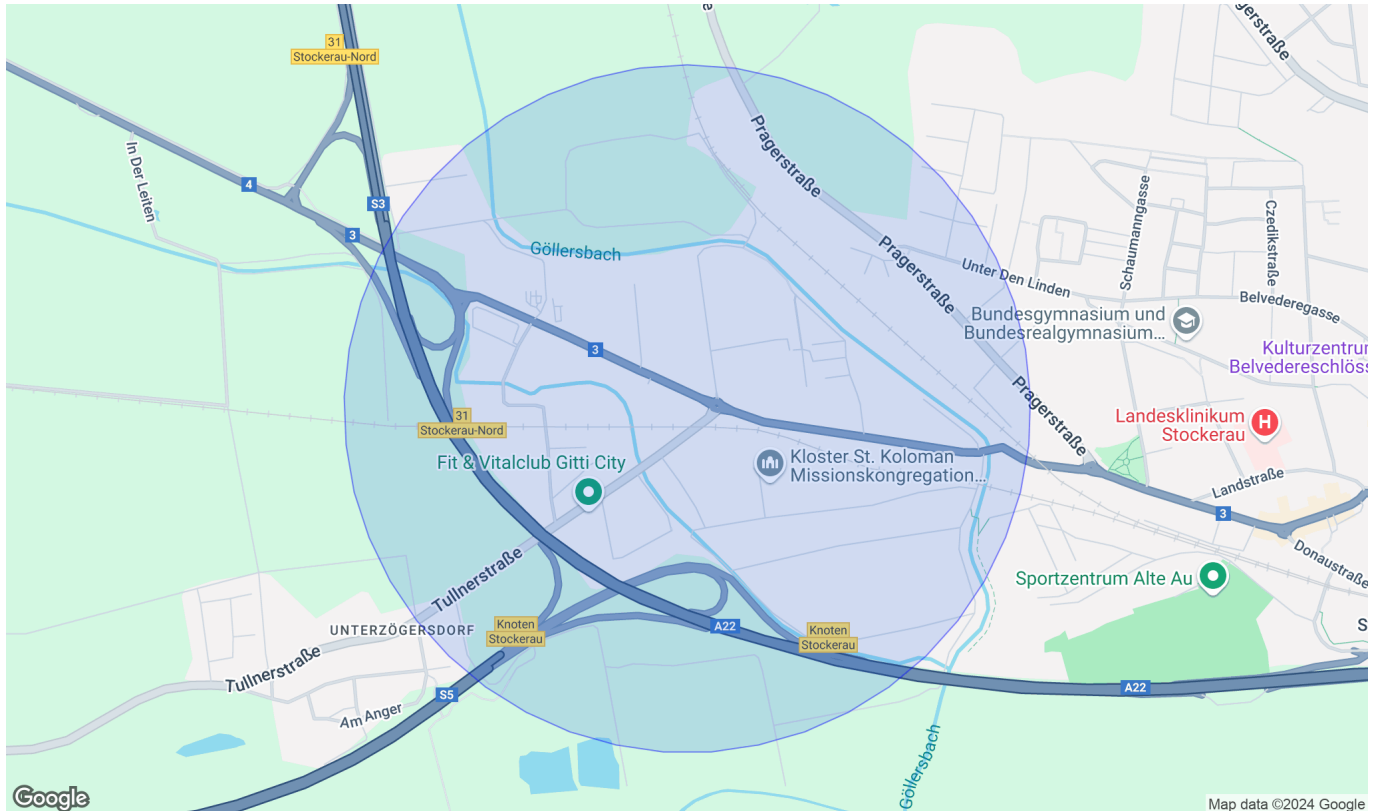 31
Stockerau-Nord
Pragerstraße
In Der Leiten
4
S3
3
Pragerstraße
Göllersbach
Pragerstraße
Unter Den Linden
Schaumanngasse
Czedikstraße
Belvederegasse
Bundesgymnasium und
Bundesrealgymnasium...
Kulturzentrum
Belvedereschlöss
3
Pragerstraße
31
Stockerau-Nord
Landesklinikum
Stockerau
H
Fit & Vitalclub Gitti City
Kloster St. Koloman
Missionskongregation...
Landstraße
3
Donaustraße
Tullnerstraße
Sportzentrum Alte Au
UNTERZÖGERSDORF
Knoten
Stockerau
A22
Knoten
Stockerau
S
Tullnerstraße
S5
A22
Am Anger
Göllersbach
Google
Map data ©2024 Google